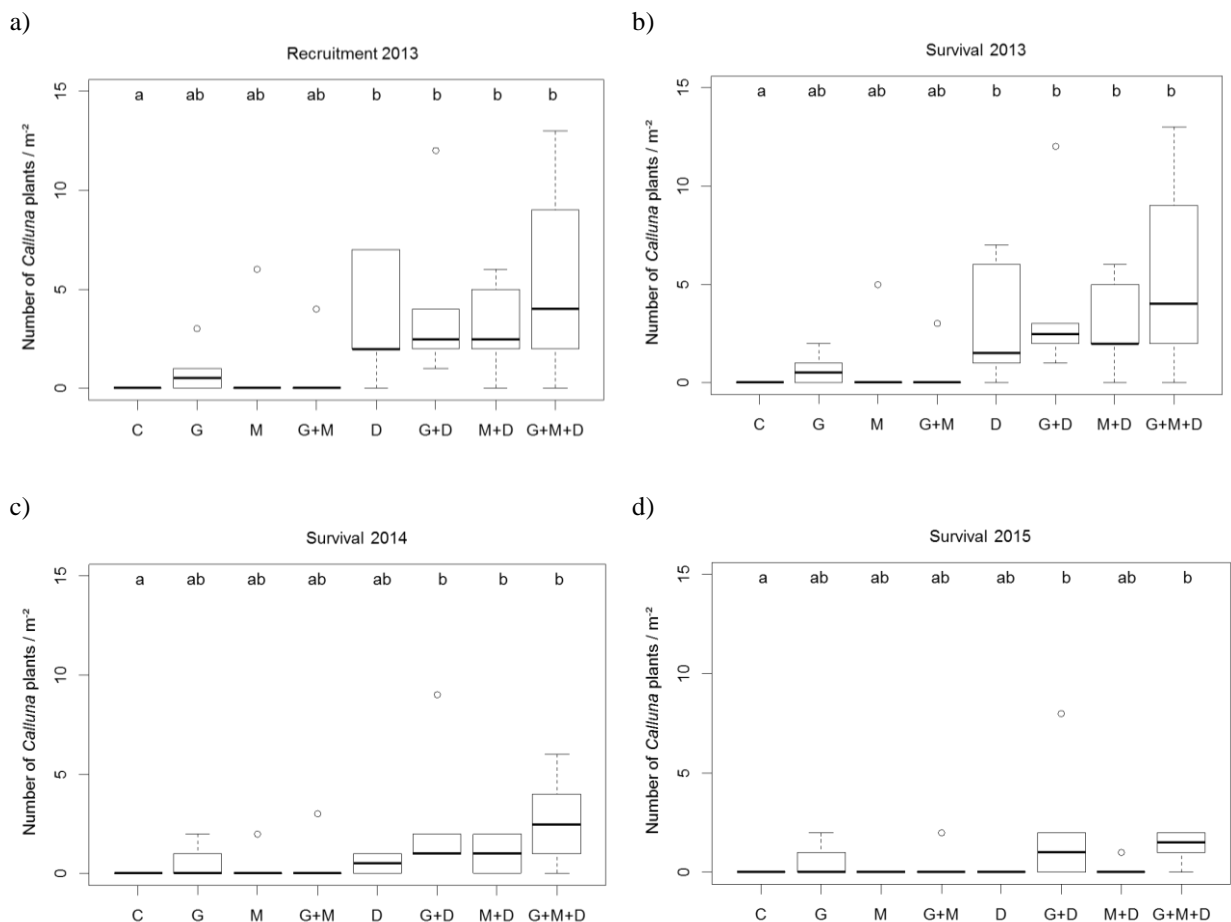 a)
Recruitment 2013
a ab ab ab b b b b
Number of Calluna plants / m⁻²
15
10
5
0
C G M G+M D G+D M+D G+M+D
b)
Survival 2013
a ab ab ab b b b b
Number of Calluna plants / m⁻²
15
10
5
0
C G M G+M D G+D M+D G+M+D
c)
Survival 2014
a ab ab ab ab b b b
Number of Calluna plants / m⁻²
15
10
5
0
C G M G+M D G+D M+D G+M+D
d)
Survival 2015
a ab ab ab ab b ab b
Number of Calluna plants / m⁻²
15
10
5
0
C G M G+M D G+D M+D G+M+D